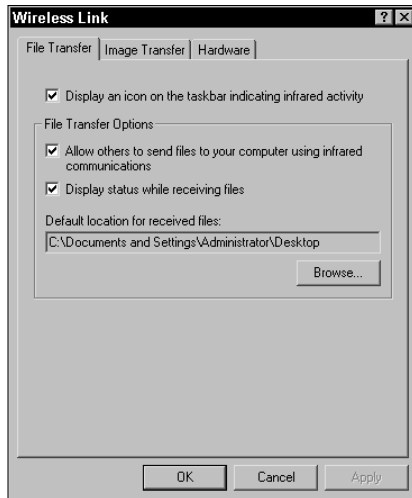 Wireless Link
File Transfer Image Transfer Hardware
Display an icon on the taskbar indicating infrared activity
File Transfer Options
Allow others to send files to your computer using infrared
communications
Display status while receiving files
Default location for received files:
C:\Documents and Settings\Administrator\Desktop
Browse...
OK Cancel Apply